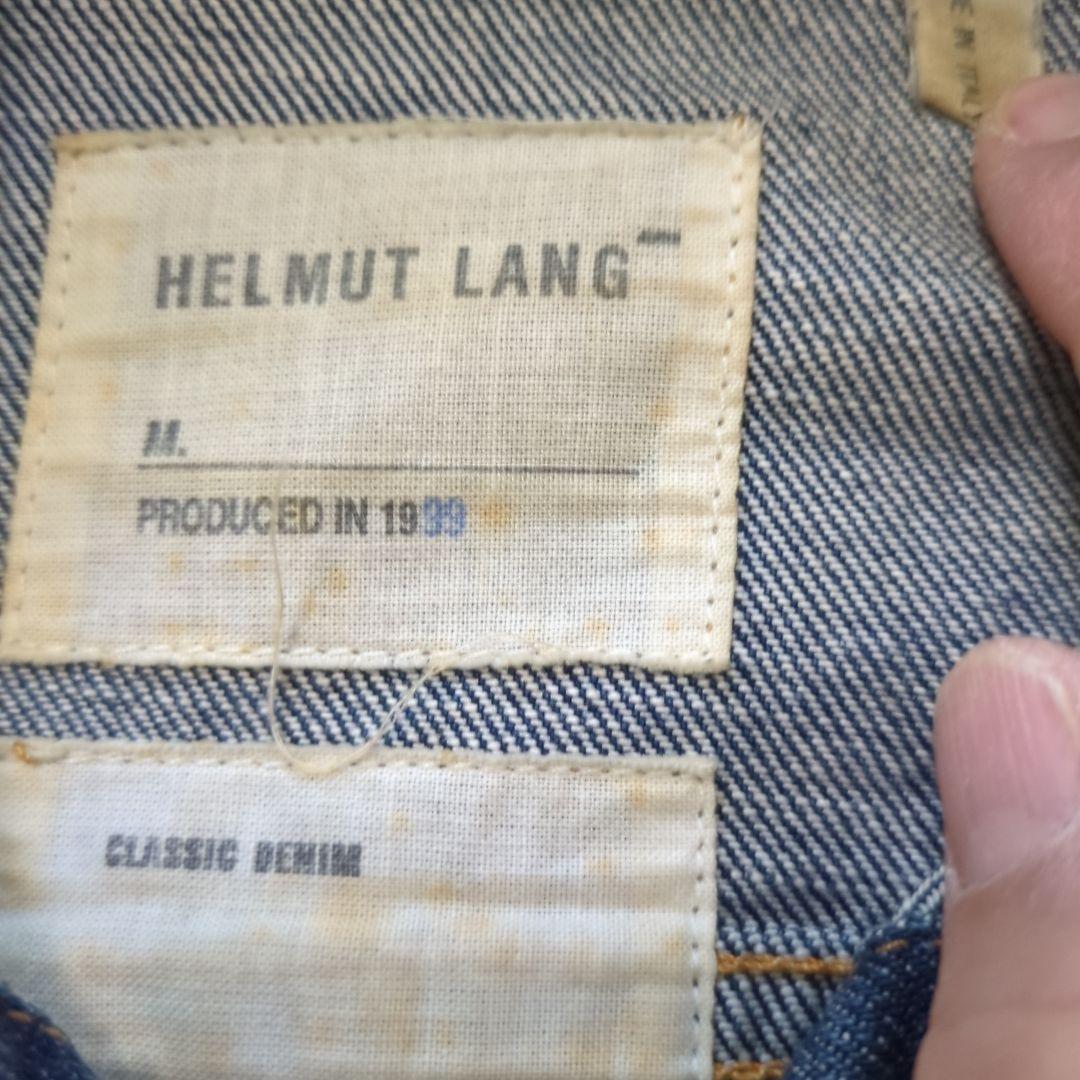 HELMUT LANG
M.
PRODUCED IN 1999
CLASSIC DENIM